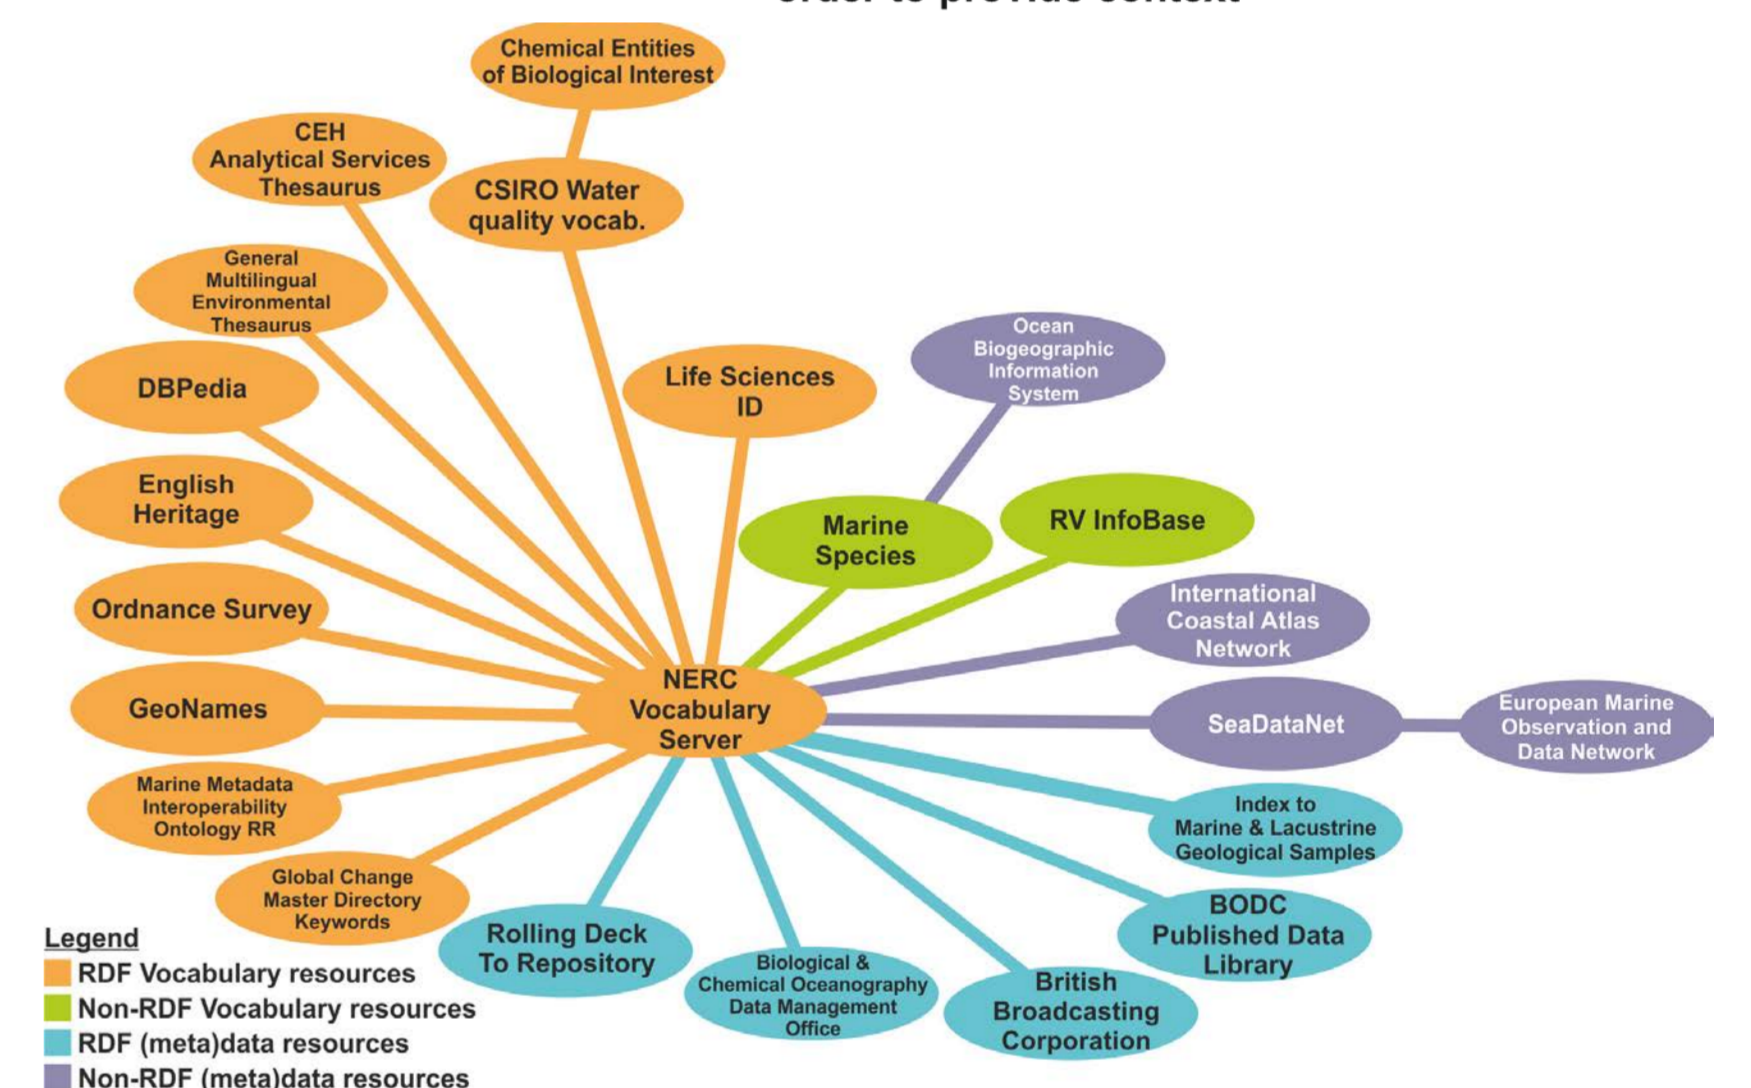 order to provide context
Chemical Entities
of Biological Interest
CEH
Analytical Services
Thesaurus
CSIRO Water
quality vocab.
General
Multilingual
Environmental
Thesaurus
Ocean
Biogeographic
Information
System
DBPedia
Life Sciences
ID
English
Heritage
Marine
Species
RV InfoBase
Ordnance Survey
International
Coastal Atlas
Network
GeoNames
NERC
Vocabulary
Server
SeaDataNet
European Marine
Observation and
Data Network
Marine Metadata
Interoperability
Ontology RR
Index to
Marine & Lacustrine
Geological Samples
Global Change
Master Directory
Keywords
BODC
Published Data
Library
Rolling Deck
To Repository
Biological &
Chemical Oceanography
Data Management
Office
British
Broadcasting
Corporation
Legend
RDF Vocabulary resources
Non-RDF Vocabulary resources
RDF (meta)data resources
Non-RDF (meta)data resources